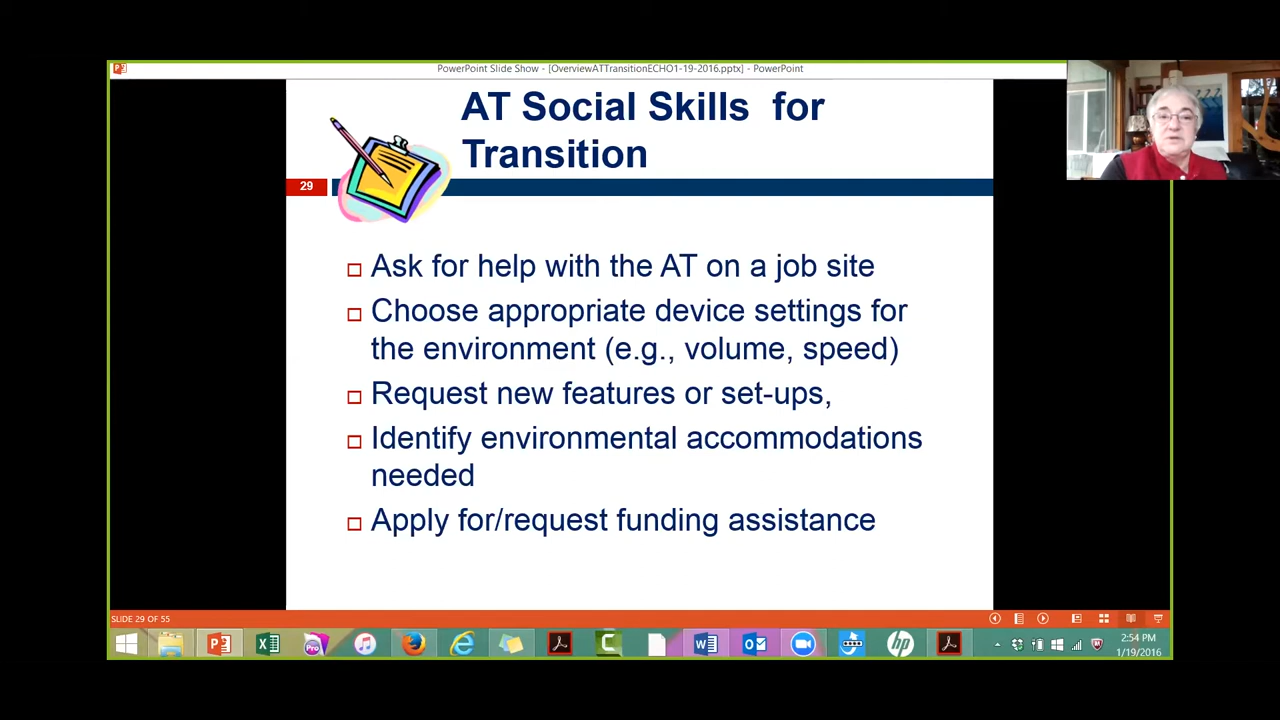 PowerPoint Slide Show - [OverviewATTransitionECHO1-19-2016.pptx] - PowerPoint
AT Social Skills for
Transition
29
Ask for help with the AT on a job site
Choose appropriate device settings for
the environment (e.g., volume, speed)
Request new features or set-ups,
Identify environmental accommodations
needed
Apply for/request funding assistance
SLIDE 29 OF 55
Pro
hp
2:54 PM
1/19/2016